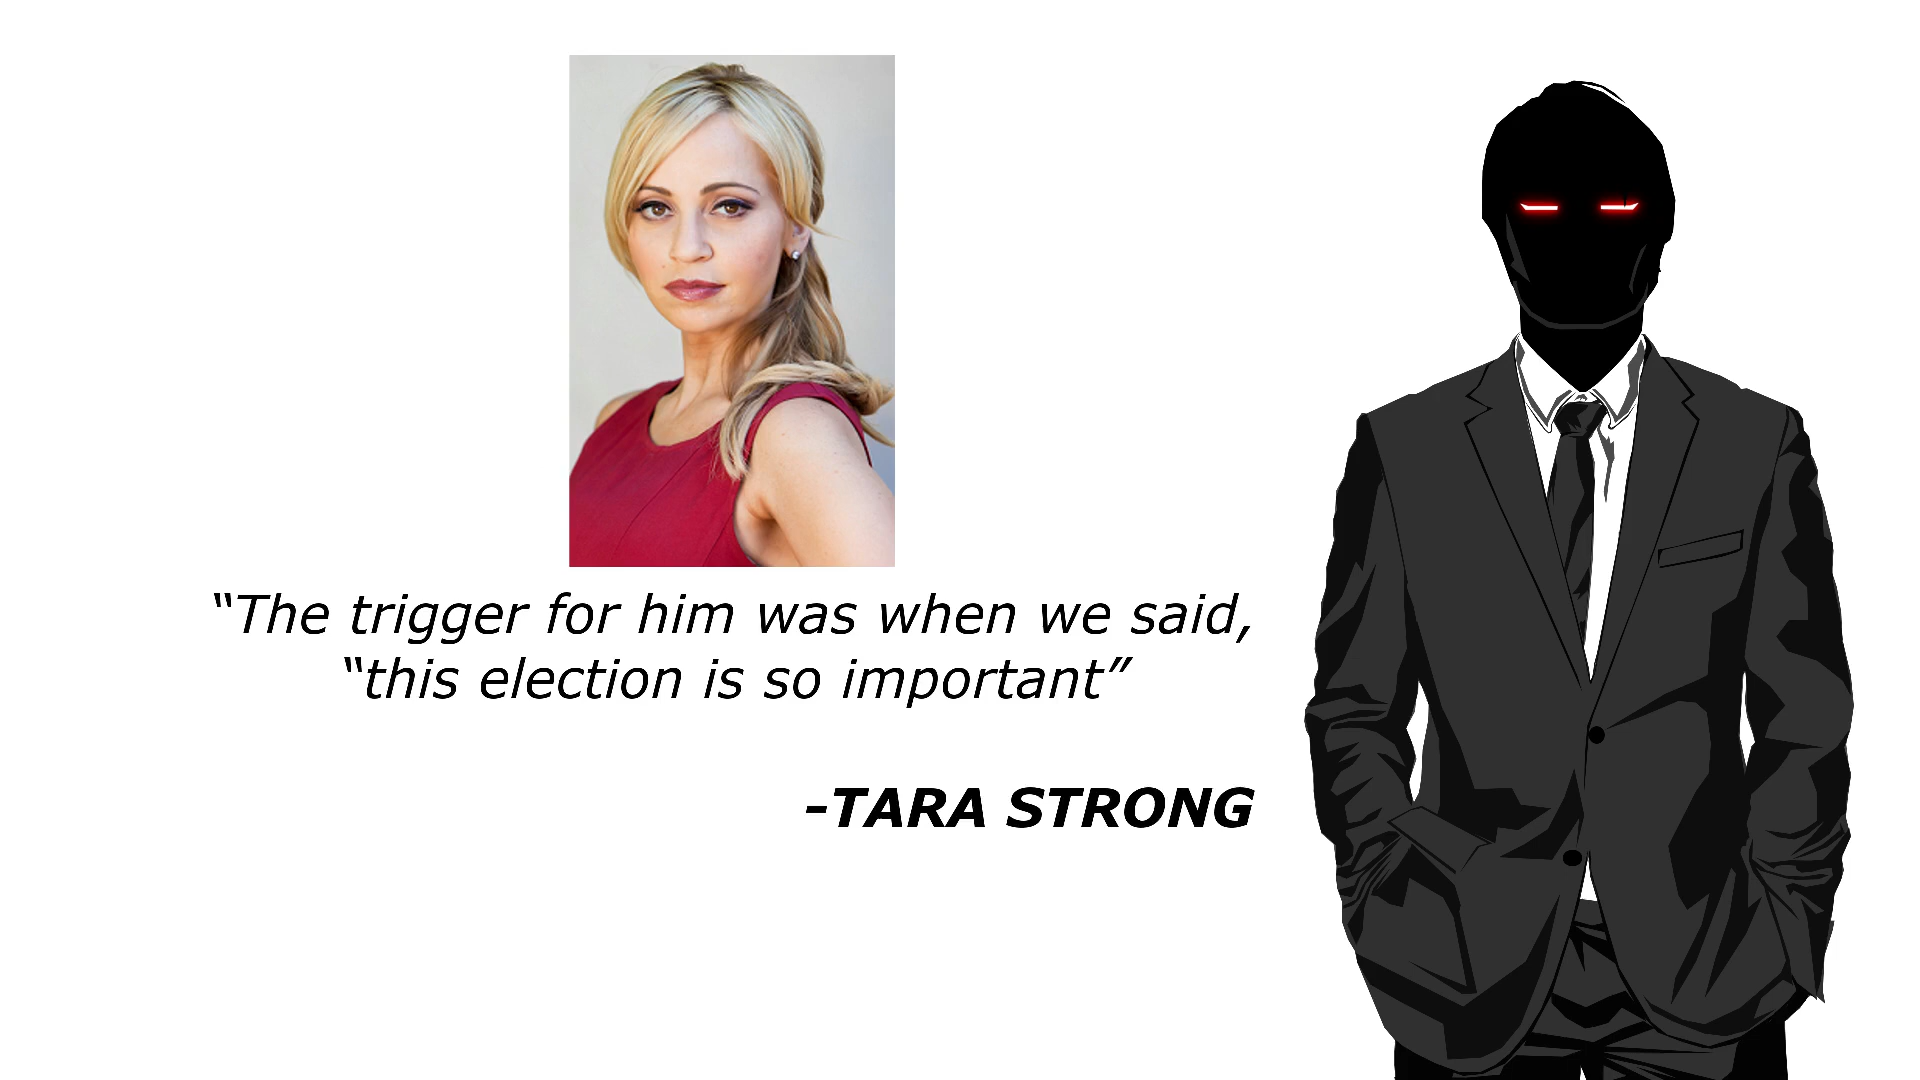 “The trigger for him was when we said,
“this election is so important”
-TARA STRONG